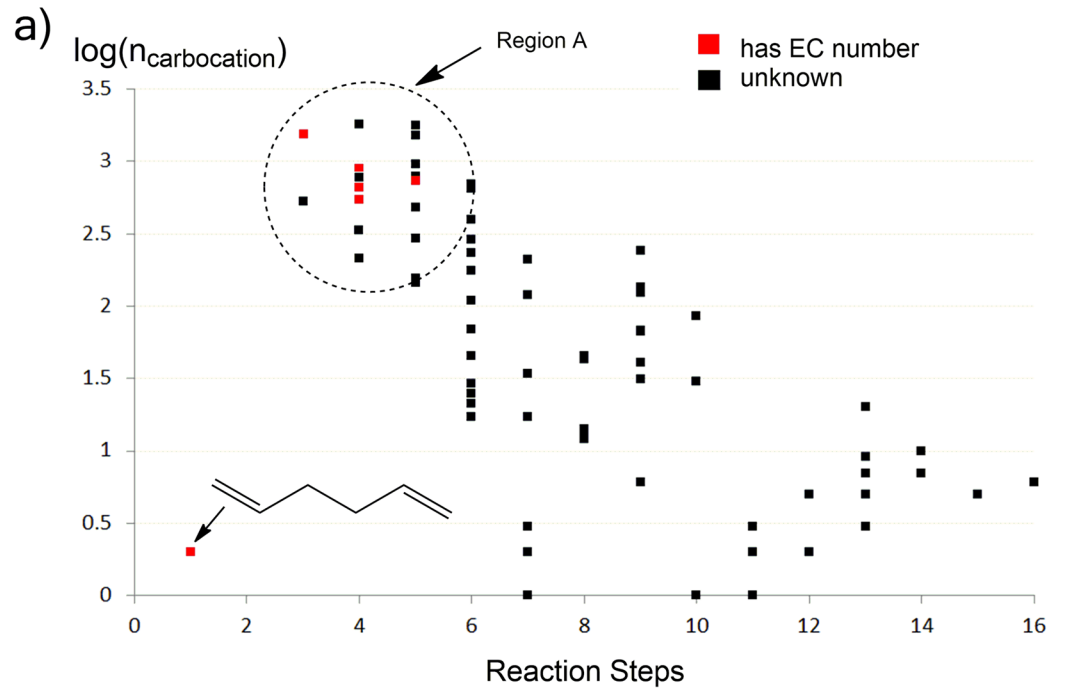 a)
log(ncarbocation)
Region A
has EC number
unknown
3.5
3
2.5
2
1.5
1
0.5
0
0 2 4 6 8 10 12 14 16
Reaction Steps